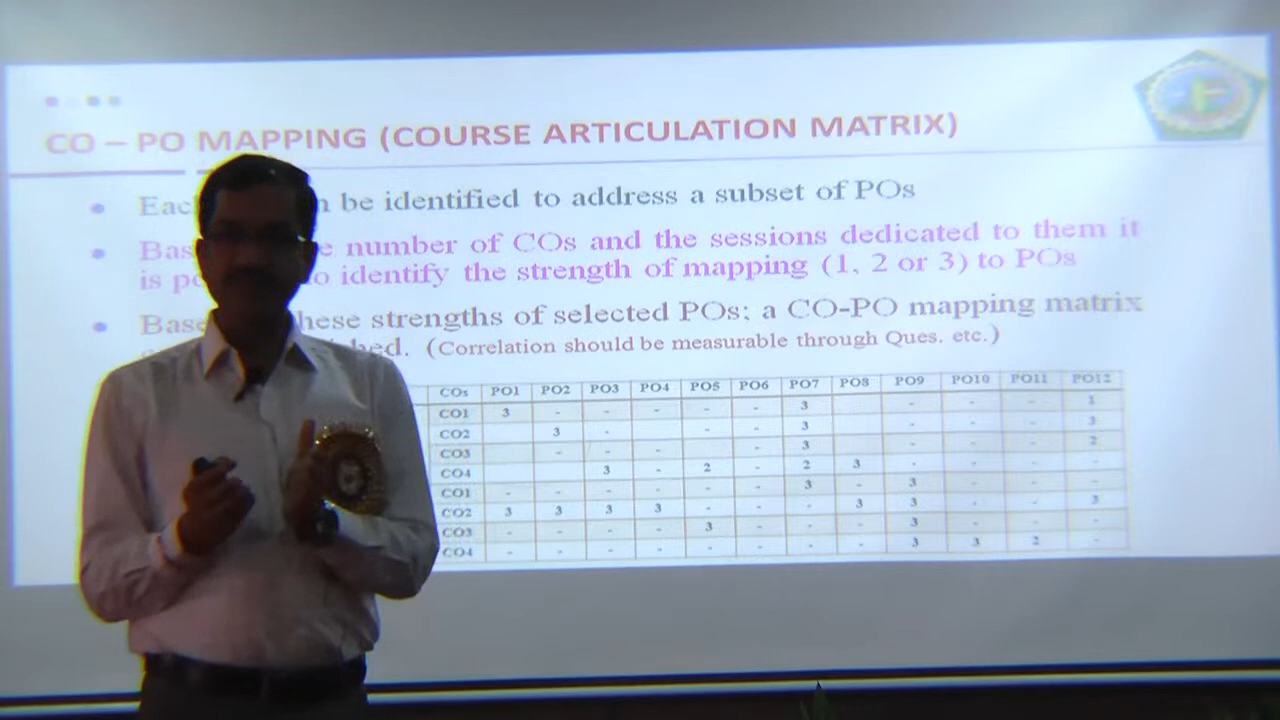 CO – PO MAPPING (COURSE ARTICULATION MATRIX)
be identified to address a subset of POs
number of COs and the sessions dedicated to them it
is identify the strength of mapping (1, 2 or 3) to POs
these strengths of selected POs; a CO-PO mapping matrix
(Correlation should be measurable through Ques. etc.)
COs PO1 PO2 PO3 PO4 PO5 PO6 PO7 PO8 PO9 PO10 PO11 PO12
CO1 3 - - - - - 3 - - - 1
CO2 3 - - - 3 - - 3
CO3 - - - - 3 - - - 2
CO4 3 - 2 - 2 3 - - - -
CO1 - - - - - - 3 - 3 - - -
CO2 3 3 3 3 - - - 3 3 - - 3
CO3 - - - - 3 - - - 3 - - -
CO4 - - - - - - - - 3 3 2 -